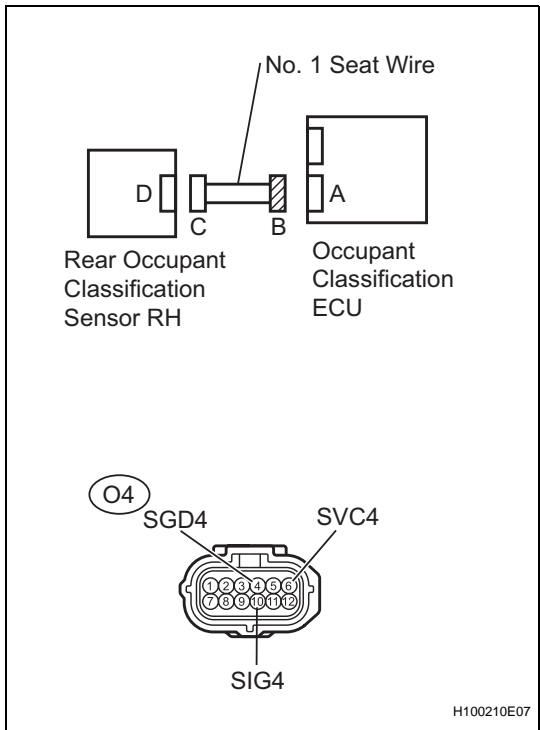 No. 1 Seat Wire
D
C
B
A
Rear Occupant
Classification
Sensor RH
Occupant
Classification
ECU
O4
SGD4
SVC4
1 2 3 4 5 6
7 8 9 10 11 12
SIG4
H100210E07